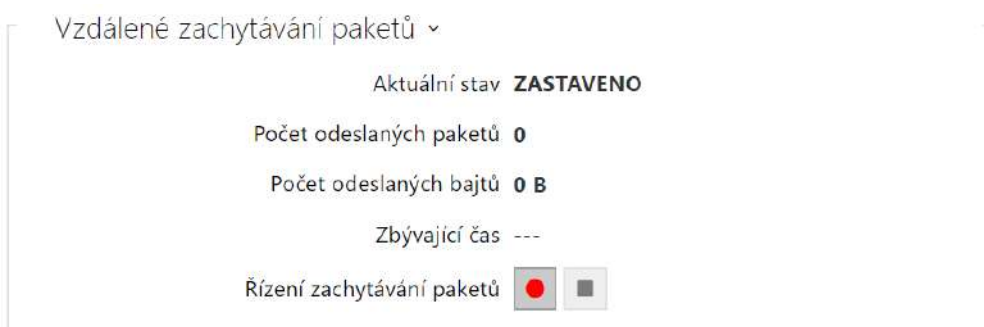 Vzdálené zachytávání paketů
Aktuální stav ZASTAVENO
Počet odeslaných paketů 0
Počet odeslaných bajtů 0 B
Zbývající čas ---
Řízení zachytávání paketů